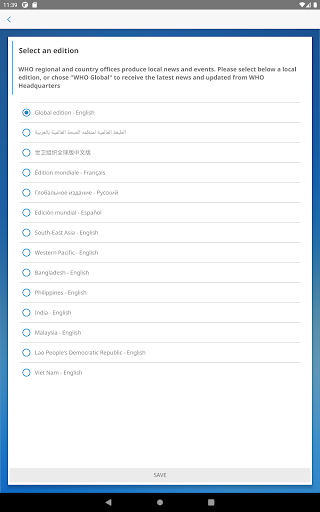 11:39
Select an edition
WHO regional and country offices produce local news and events. Please select below a local
edition, or chose "WHO Global" to receive the latest news and updated from WHO
Headquarters
Global edition - English
الطبعة العالمية لمنظمة الصحة العالمية بالعربية
世卫组织全球版中文版
Édition mondiale - Français
Глобальное издание - Русский
Edición mundial - Español
South-East Asia - English
Western Pacific - English
Bangladesh - English
Philippines - English
India - English
Malaysia - English
Lao People's Democratic Republic - English
Viet Nam - English
SAVE